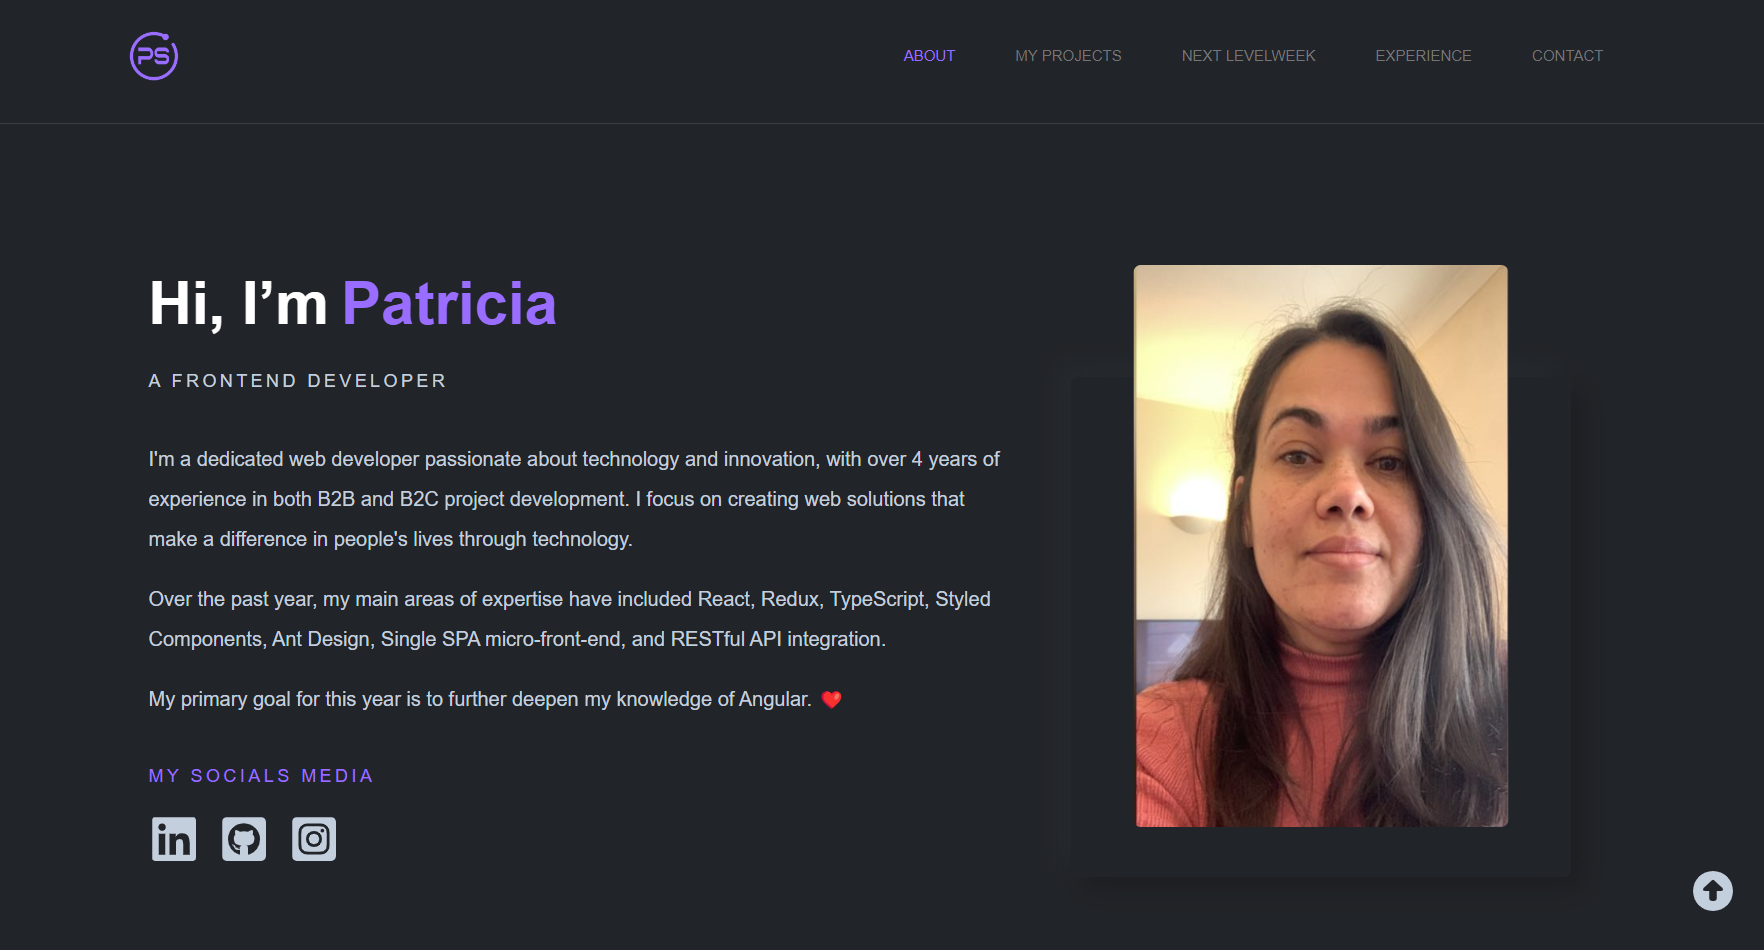 PS
ABOUT
MY PROJECTS
NEXT LEVELWEEK
EXPERIENCE
CONTACT
Hi, I’m Patricia
A FRONTEND DEVELOPER
I'm a dedicated web developer passionate about technology and innovation, with over 4 years of
experience in both B2B and B2C project development. I focus on creating web solutions that
make a difference in people's lives through technology.
Over the past year, my main areas of expertise have included React, Redux, TypeScript, Styled
Components, Ant Design, Single SPA micro-front-end, and RESTful API integration.
My primary goal for this year is to further deepen my knowledge of Angular. ❤️
MY SOCIALS MEDIA
in